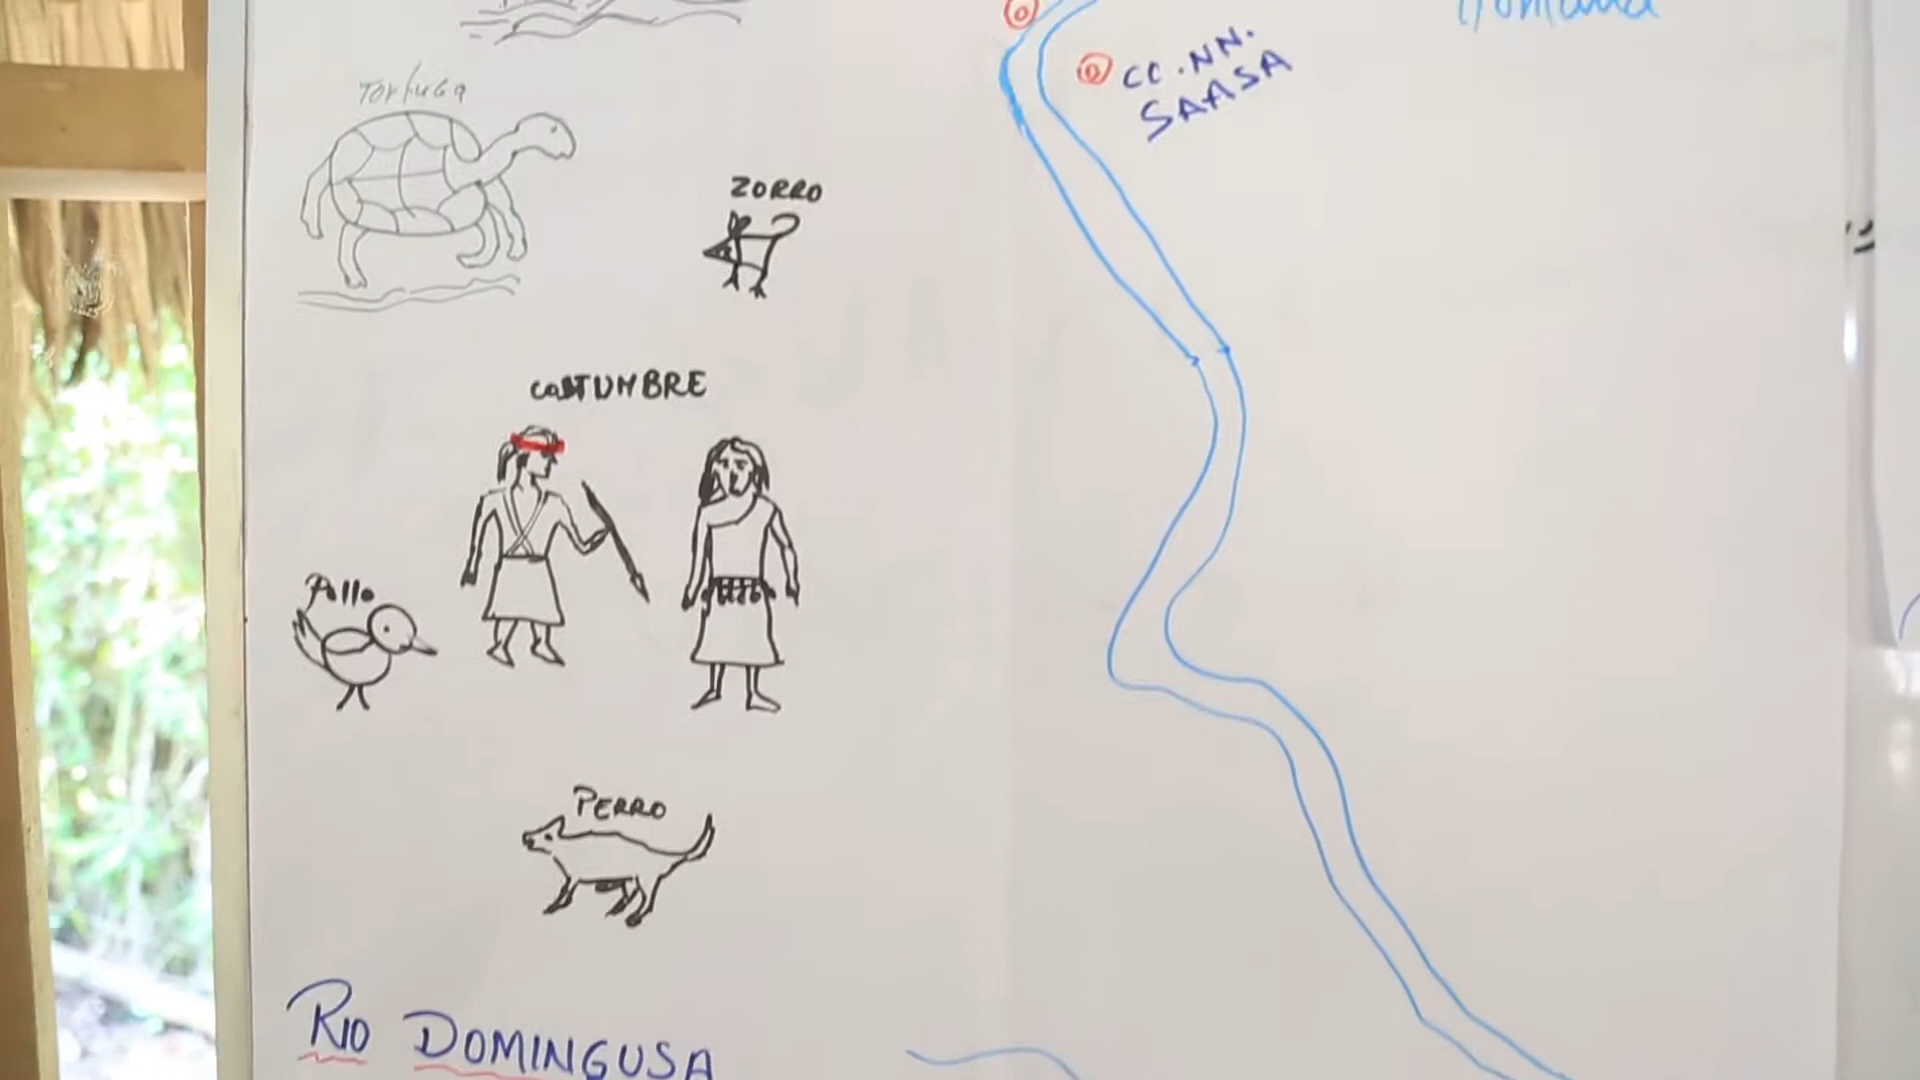 Tortuga
ZORRO
COSTUMBRE
Pollo
PERRO
RIO DOMINGUSA
CC.NN.
SAASA